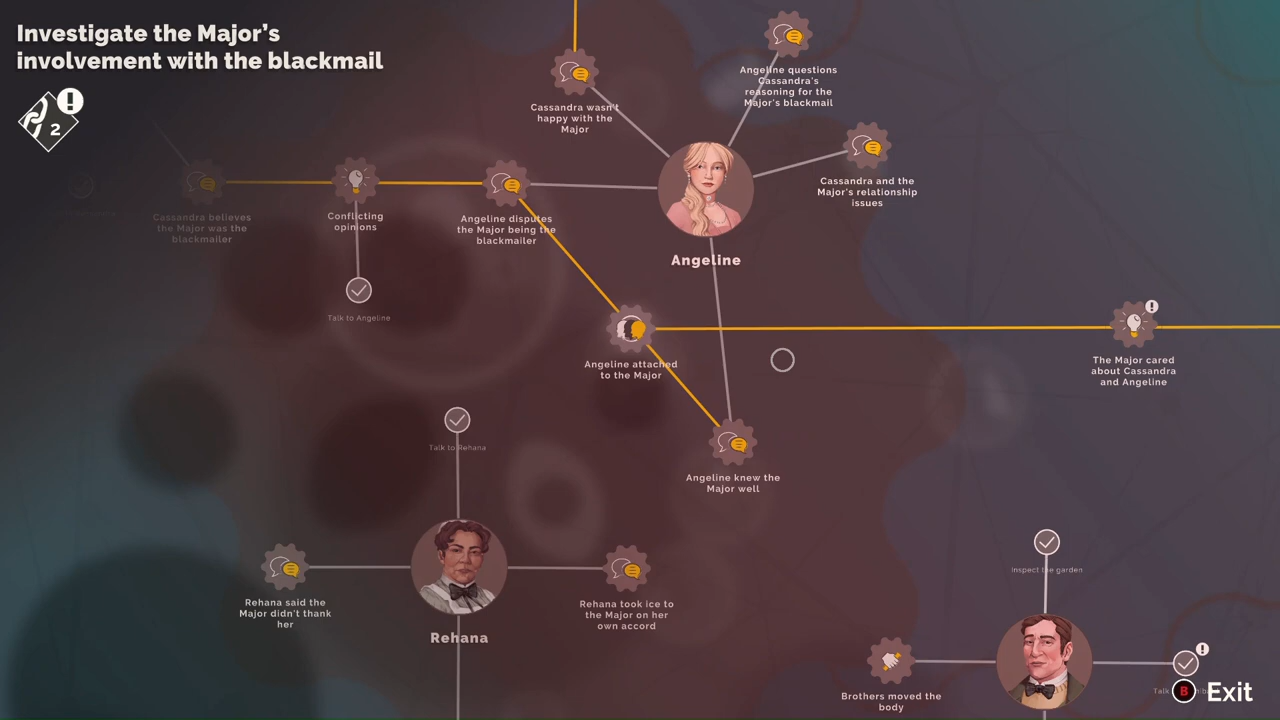 Investigate the Major's
involvement with the blackmail
2
Cassandra wasn't
happy with the
Major
Angeline questions
Cassandra's
reasoning for the
Major's blackmail
Cassandra and the
Major's relationship
issues
Cassandra believes
the Major was the
blackmailer
Conflicting
opinions
Angeline disputes
the Major being the
blackmailer
Angeline
Talk to Angeline
Angeline attached
to the Major
The Major cared
about Cassandra
and Angeline
Talk to Rehana
Angeline knew the
Major well
Inspect the garden
Rehana said the
Major didn't thank
her
Rehana took ice to
the Major on her
own accord
Rehana
Brothers moved the
body
Talk
B Exit